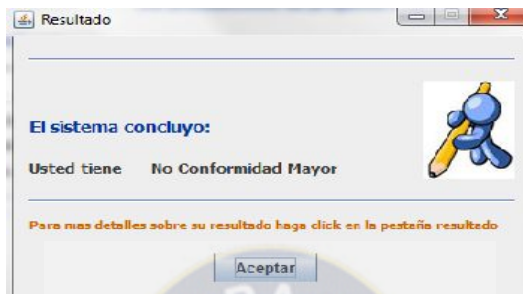 Resultado
El sistema concluyo:
Usted tiene No Conformidad Mayor
Para mas detalles sobre su resultado haga click en la pestaña resultado
Aceptar